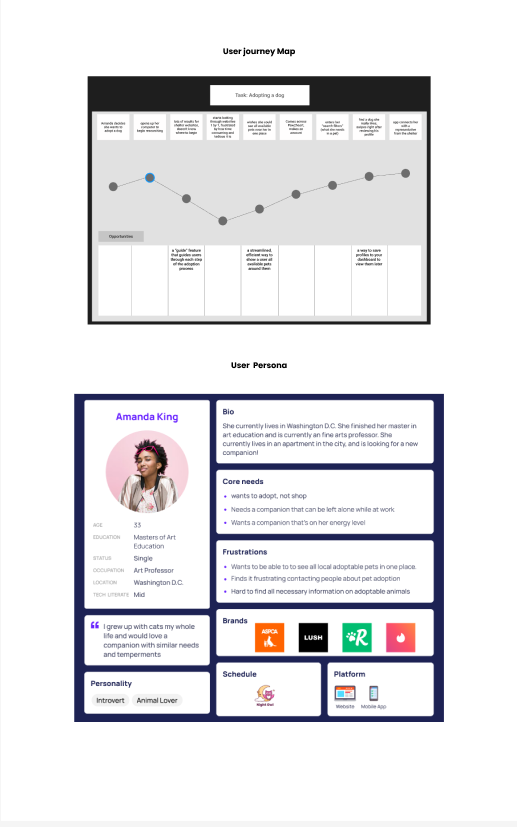 User journey Map
Task: Adopting a dog
Amanda decides
she wants to
adopt a dog
opens up her
computer to
begin researching
lots of results for
shelter websites,
doesn't know
where to begin
starts looking
through websites
1 by 1, frustrated
by how time
consuming and
tedious it is
wishes she could
see all available
pets near her in
one place
Comes across
Pawfinder,
makes an
account
enters her
"search filters"
(what she needs
in a pet)
find a dog she
really likes,
swipes right after
reviewing it's
profile
app connects her
with a
representative
from the shelter
Opportunities
a "guide" feature
that guides users
through each step
of the adoption
process
a streamlined,
efficient way to
show a user all
available pets
around them
a way to save
profiles to your
dashboard to
view them later
User Persona
Amanda King
AGE 33
EDUCATION Masters of Art
Education
STATUS Single
OCCUPATION Art Professor
LOCATION Washington D.C.
TECH LITERATE Mid
I grew up with cats my whole
life and would love a
companion with similar needs
and temperments
Personality
Introvert Animal Lover
Bio
She currently lives in Washington D.C. She finished her master in
art education and is currently an fine arts professor. She
currently lives in an apartment in the city, and is looking for a new
companion!
Core needs
wants to adopt, not shop
Needs a companion that can be left alone while at work
Wants a companion that's on her energy level
Frustrations
Wants to be able to to see all local adoptable pets in one place.
Finds it frustrating contacting people about pet adoption
Hard to find all necessary information on adoptable animals
Brands
ASPCA
LUSH
R
Schedule
Night Owl
Platform
Website Mobile App